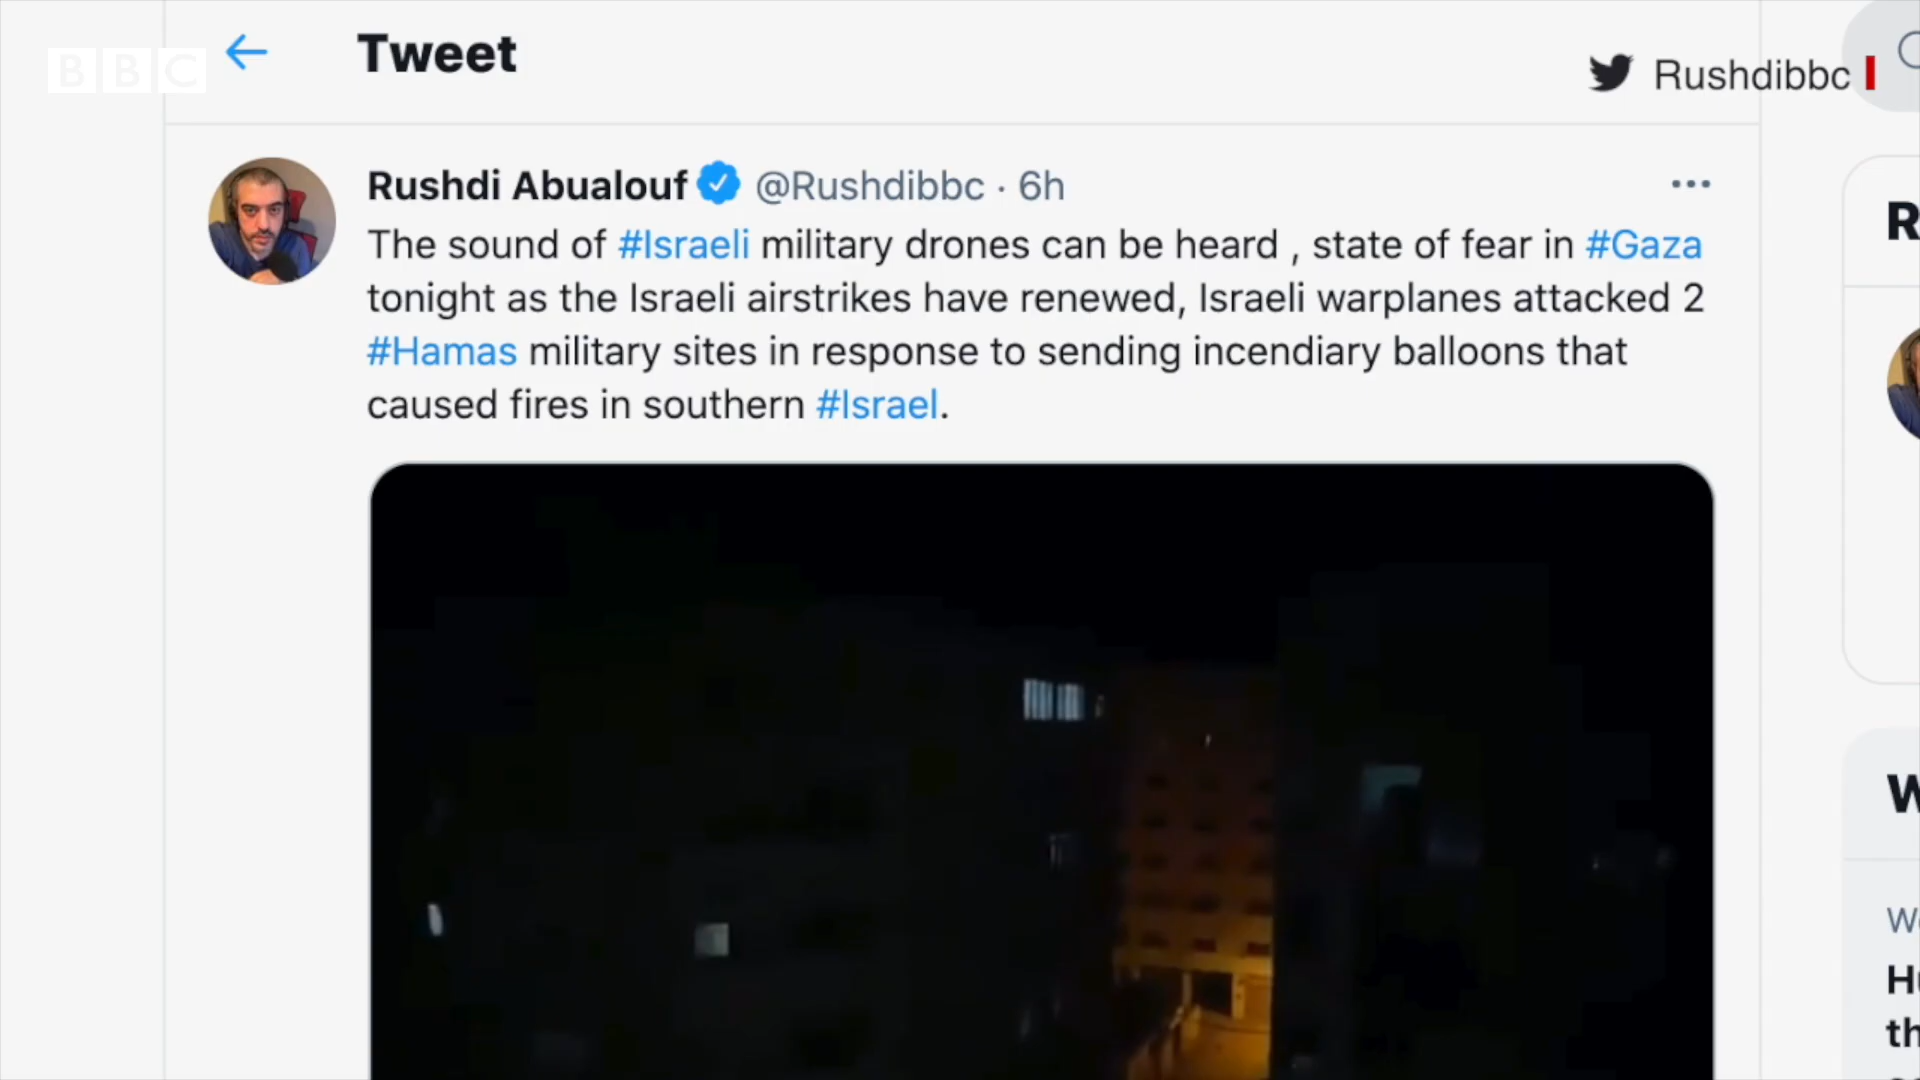 BBC
Tweet
Rushdibbc
Rushdi Abualouf @Rushdibbc · 6h
The sound of #Israeli military drones can be heard , state of fear in #Gaza
tonight as the Israeli airstrikes have renewed, Israeli warplanes attacked 2
#Hamas military sites in response to sending incendiary balloons that
caused fires in southern #Israel.